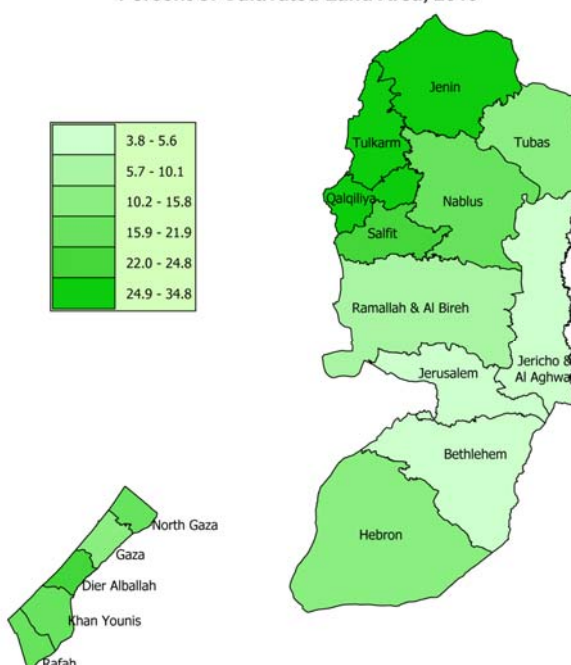 Jenin
Tulkarm
Tubas
Qalqiliya
Nablus
Salfit
Ramallah & Al Bireh
Jerusalem
Jericho &
Bethlehem
Hebron
3.8 - 5.6
5.7 - 10.1
10.2 - 15.8
15.9 - 21.9
22.0 - 24.8
24.9 - 34.8
North Gaza
Gaza
Dier Alballah
Khan Younis
Rafah